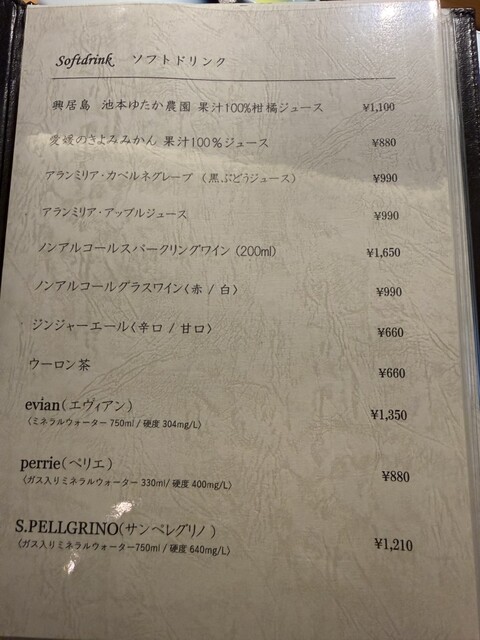 Softdrink ソフトドリンク
興居島 池本ゆたか農園 果汁100%柑橘ジュース ¥1,100
愛媛のきよみみかん 果汁100％ジュース ¥880
アランミリア・カベルネグレープ （黒ぶどうジュース） ¥990
アランミリア・アップルジュース ¥990
ノンアルコールスパークリングワイン (200ml) ¥1,650
ノンアルコールグラスワイン〈赤 / 白〉 ¥990
ジンジャーエール〈辛口 / 甘口〉 ¥660
ウーロン茶 ¥660
evian（エヴィアン） ¥1,350
〈ミネラルウォーター 750ml / 硬度 304mg/L〉
perrie（ペリエ） ¥880
〈ガス入りミネラルウォーター 330ml / 硬度 400mg/L〉
S.PELLGRINO（サンペレグリノ ） ¥1,210
〈ガス入りミネラルウォーター750ml / 硬度 640mg/L〉